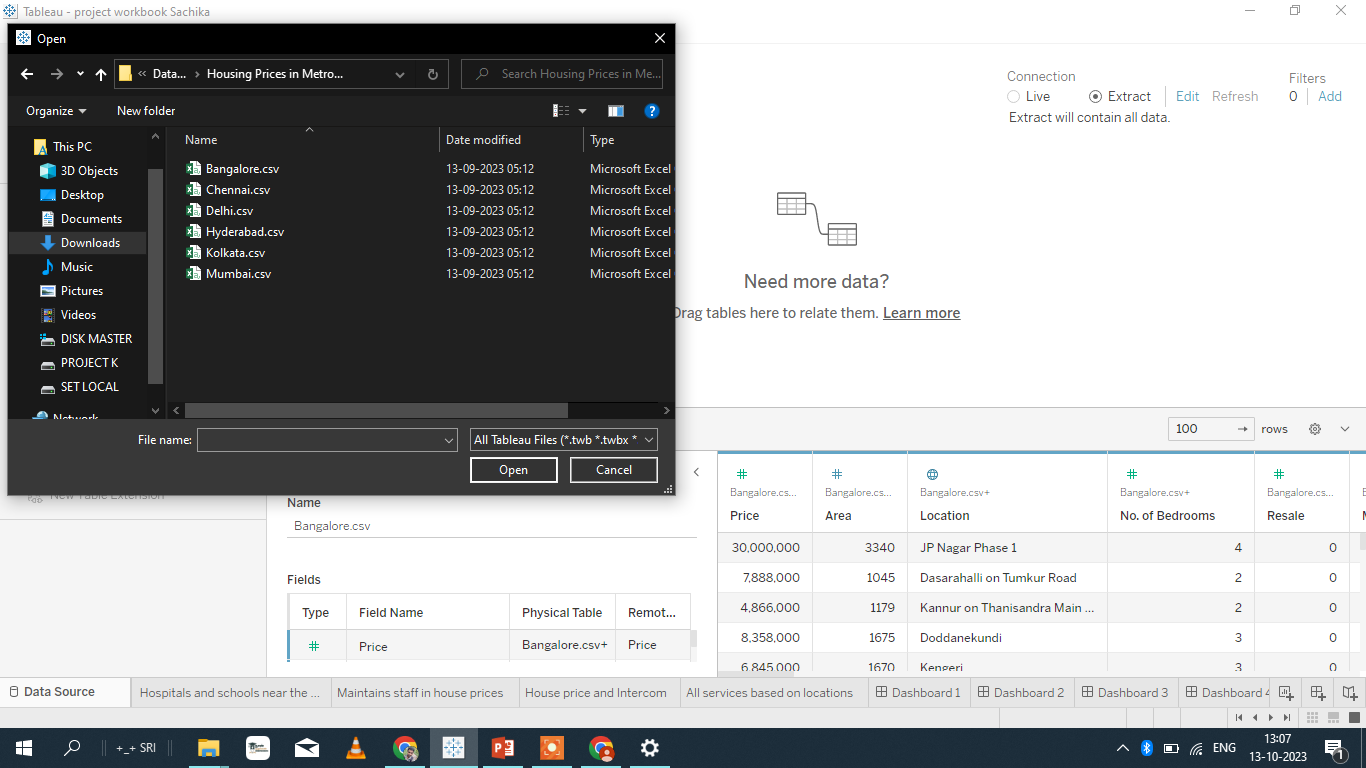 Tableau - project workbook Sachika
Open
« Data... › Housing Prices in Metro...
Search Housing Prices in Me...
Organize
New folder
?
This PC
3D Objects
Desktop
Documents
Downloads
Music
Pictures
Videos
DISK MASTER
PROJECT K
SET LOCAL
Network
Name Date modified Type
Bangalore.csv 13-09-2023 05:12 Microsoft Excel
Chennai.csv 13-09-2023 05:12 Microsoft Excel
Delhi.csv 13-09-2023 05:12 Microsoft Excel
Hyderabad.csv 13-09-2023 05:12 Microsoft Excel
Kolkata.csv 13-09-2023 05:12 Microsoft Excel
Mumbai.csv 13-09-2023 05:12 Microsoft Excel
File name:
All Tableau Files (*.twb *.twbx *
Open Cancel
Connection
Live Extract Edit Refresh
Extract will contain all data.
Filters
0 Add
Need more data?
Drag tables here to relate them. Learn more
100 rows
New Table Extension
Name
Bangalore.csv
Fields
Type Field Name Physical Table Remot...
# Price Bangalore.csv+ Price
# # # #
Bangalore.cs... Bangalore.cs... Bangalore.csv+ Bangalore.csv+ Bangalore.cs...
Price Area Location No. of Bedrooms Resale
30,000,000 3340 JP Nagar Phase 1 4 0
7,888,000 1045 Dasarahalli on Tumkur Road 2 0
4,866,000 1179 Kannur on Thanisandra Main ... 2 0
8,358,000 1675 Doddanekundi 3 0
6,845,000 1670 Kengeri 3 0
Data Source Hospitals and schools near the ... Maintains staff in house prices House price and Intercom All services based on locations Dashboard 1 Dashboard 2 Dashboard 3 Dashboard 4
+_+ SRI
ENG
13:07
13-10-2023
1